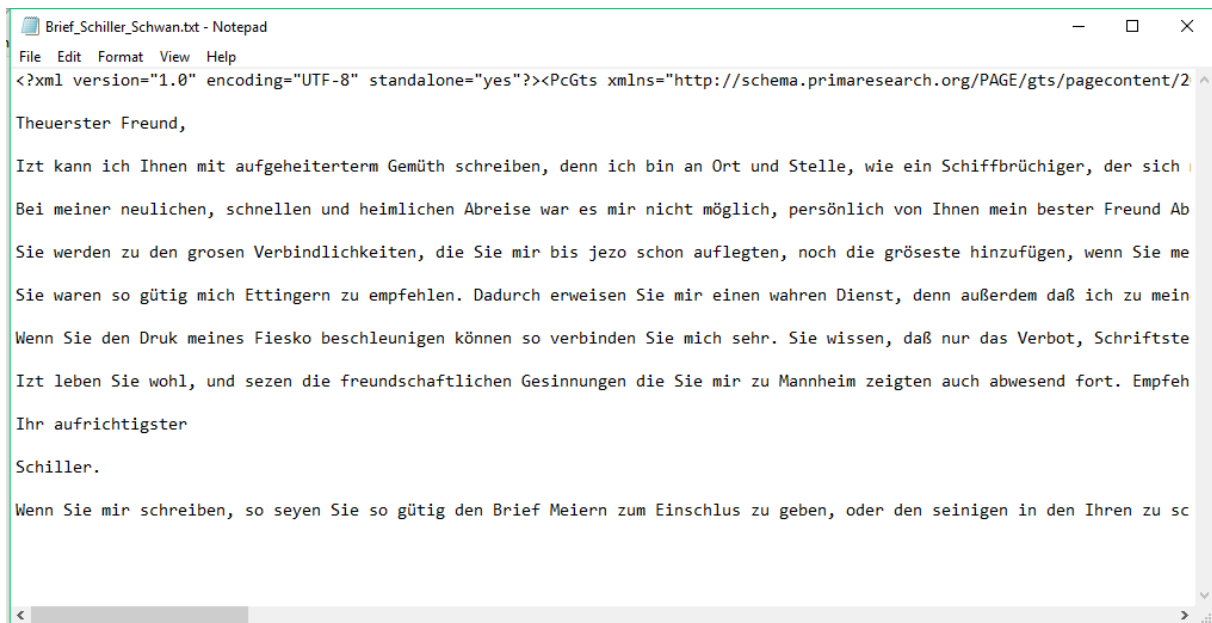 Brief_Schiller_Schwan.txt - Notepad
File Edit Format View Help
<?xml version="1.0" encoding="UTF-8" standalone="yes"?><PcGts xmlns="http://schema.primaresearch.org/PAGE/gts/pagecontent/2
Theuerster Freund,
Izt kann ich Ihnen mit aufgeheiterterm Gemüth schreiben, denn ich bin an Ort und Stelle, wie ein Schiffbrüchiger, der sich
Bei meiner neulichen, schnellen und heimlichen Abreise war es mir nicht möglich, persönlich von Ihnen mein bester Freund Ab
Sie werden zu den grosen Verbindlichkeiten, die Sie mir bis jezo schon auflegten, noch die gröseste hinzufügen, wenn Sie me
Sie waren so gütig mich Ettingern zu empfehlen. Dadurch erweisen Sie mir einen wahren Dienst, denn außerdem daß ich zu mein
Wenn Sie den Druk meines Fiesko beschleunigen können so verbinden Sie mich sehr. Sie wissen, daß nur das Verbot, Schriftste
Izt leben Sie wohl, und sezen die freundschaftlichen Gesinnungen die Sie mir zu Mannheim zeigten auch abwesend fort. Empfeh
Ihr aufrichtigster
Schiller.
Wenn Sie mir schreiben, so seyen Sie so gütig den Brief Meiern zum Einschlus zu geben, oder den seinigen in den Ihren zu sc